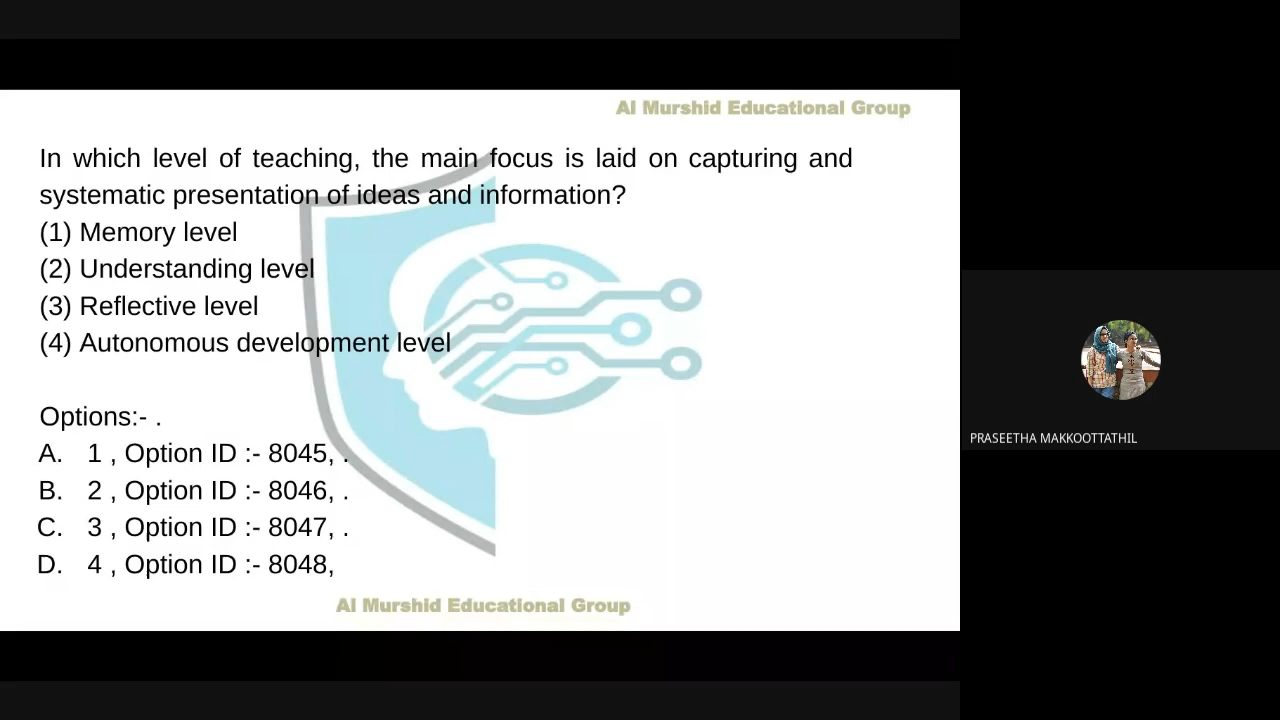 Al Murshid Educational Group
In which level of teaching, the main focus is laid on capturing and
systematic presentation of ideas and information?
(1) Memory level
(2) Understanding level
(3) Reflective level
(4) Autonomous development level
Options:- .
A. 1 , Option ID :- 8045, .
B. 2 , Option ID :- 8046, .
C. 3 , Option ID :- 8047, .
D. 4 , Option ID :- 8048,
Al Murshid Educational Group
PRASEETHA MAKKOOTTATHIL